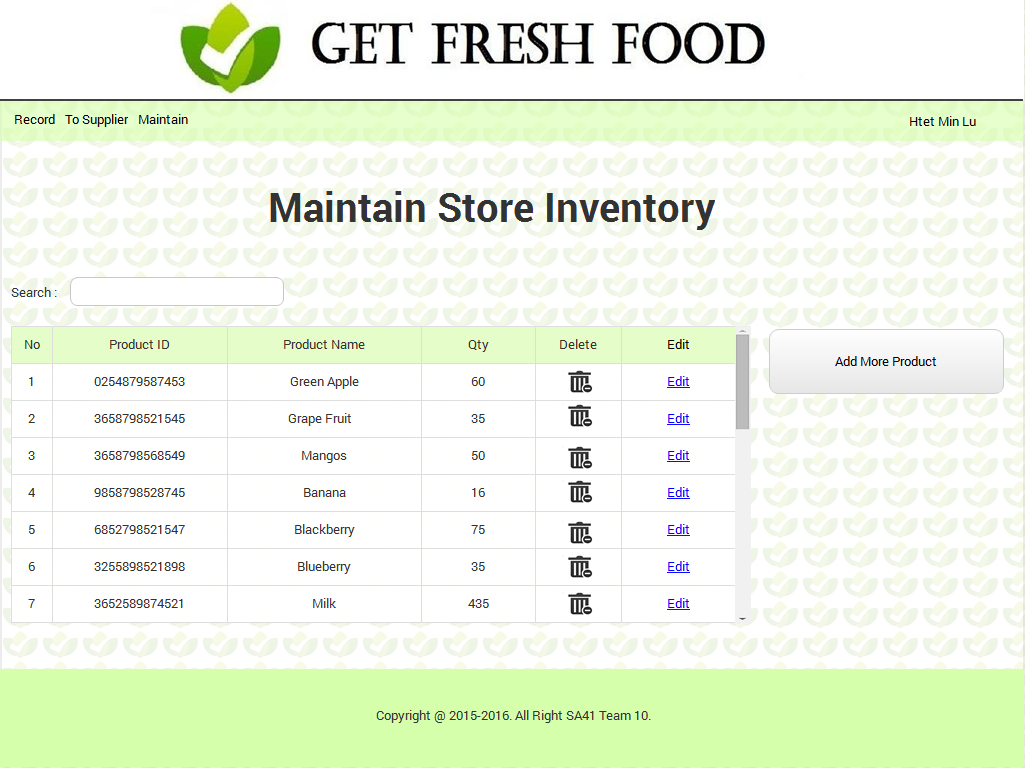 GET FRESH FOOD
Record To Supplier Maintain Htet Min Lu
Maintain Store Inventory
Search :
No Product ID Product Name Qty Delete Edit
1 0254879587453 Green Apple 60 Edit
2 3658798521545 Grape Fruit 35 Edit
3 3658798568549 Mangos 50 Edit
4 9858798528745 Banana 16 Edit
5 6852798521547 Blackberry 75 Edit
6 3255898521898 Blueberry 35 Edit
7 3652589874521 Milk 435 Edit
Add More Product
Copyright @ 2015-2016. All Right SA41 Team 10.